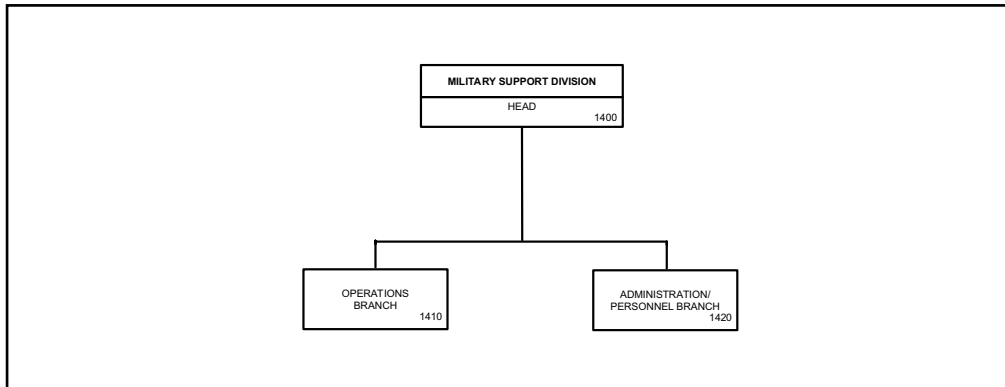 MILITARY SUPPORT DIVISION
HEAD
1400
OPERATIONS
BRANCH
1410
ADMINISTRATION/
PERSONNEL BRANCH
1420